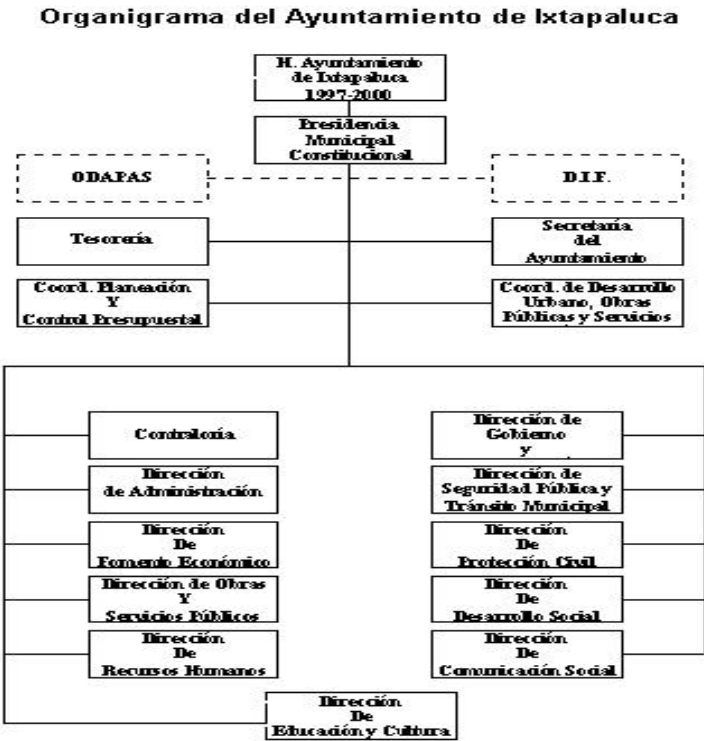 Organigrama del Ayuntamiento de Ixtapaluca
H. Ayuntamiento
de Ixtapaluca
1997-2000
Presidencia
Municipal
Constitucional
ODAPAS
D.I.F.
Tesorería
Secretaría
del
Ayuntamiento
Coord. Planeación
Y
Control Presupuestal
Coord. de Desarrollo
Urbano, Obras
Públicas y Servicios
Contraloría
Dirección de
Gobierno
y
Dirección
de Administración
Dirección de
Seguridad Pública y
Tránsito Municipal
Dirección
De
Fomento Económico
Dirección
De
Protección Civil
Dirección de Obras
Y
Servicios Públicos
Dirección
De
Desarrollo Social
Dirección
De
Recursos Humanos
Dirección
De
Comunicación Social
Dirección
De
Educación y Cultura